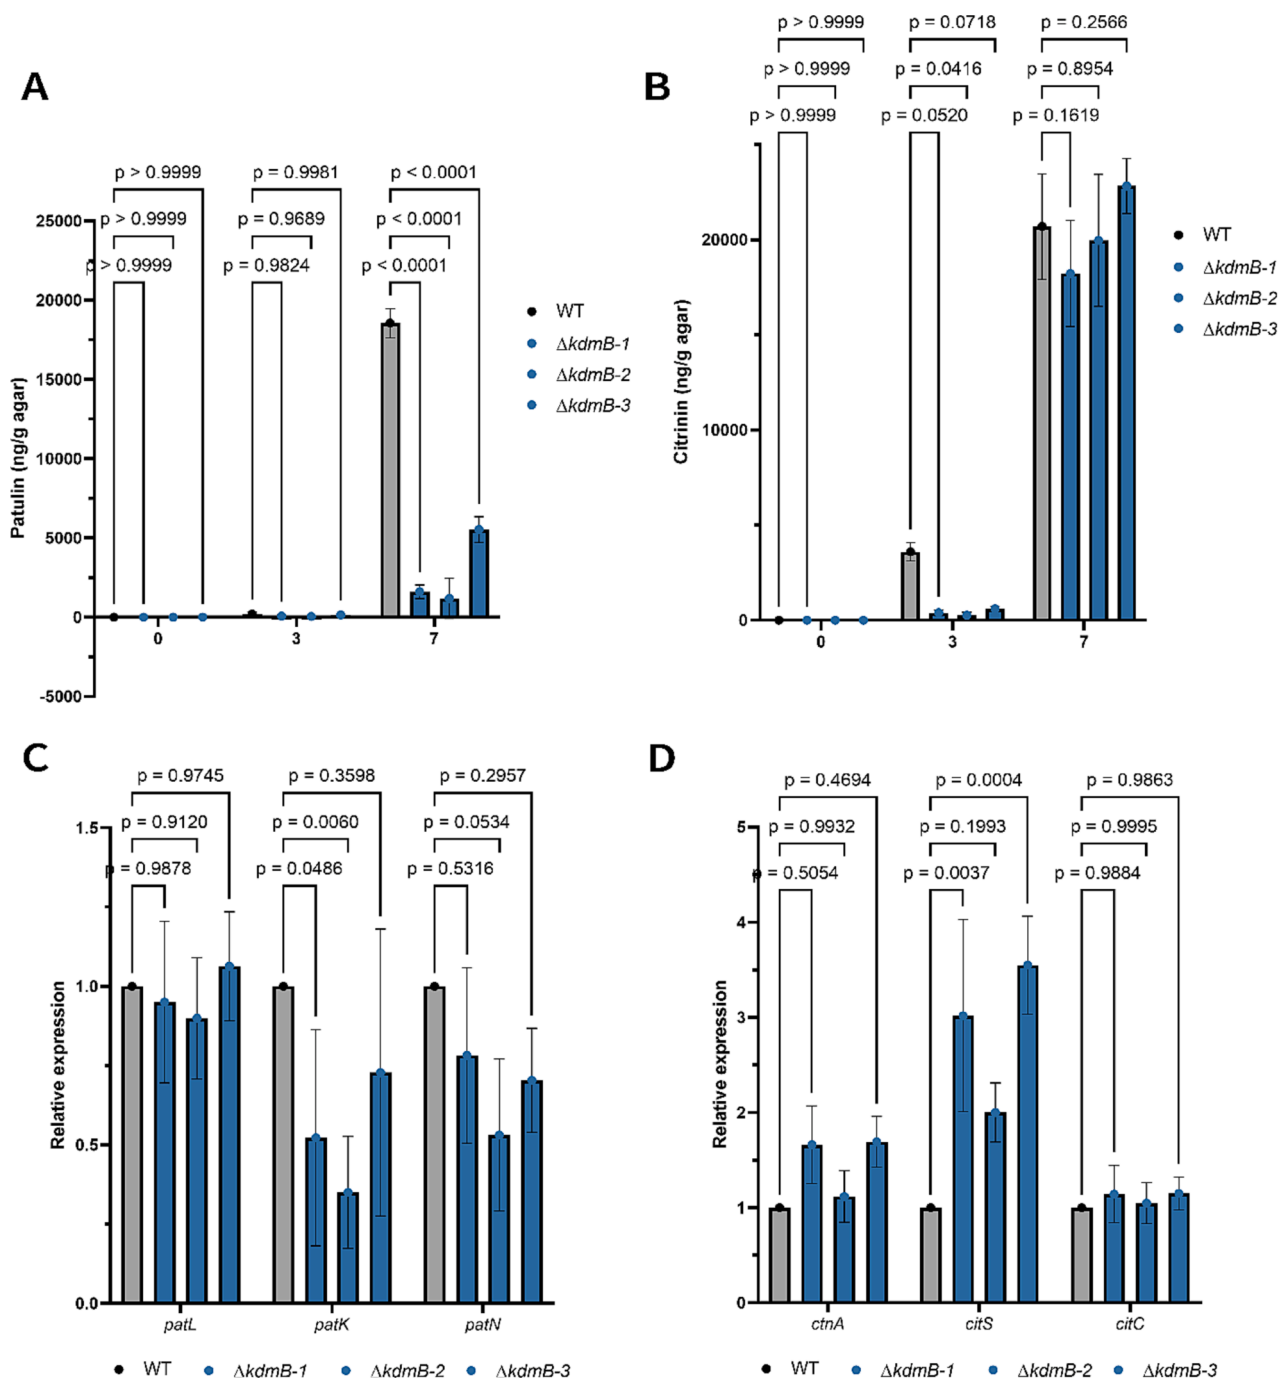 A
p > 0.9999
p = 0.9981
p < 0.0001
p > 0.9999
p = 0.9689
p < 0.0001
p > 0.9999
p = 0.9824
p < 0.0001
Patulin (ng/g agar)
25000
20000
15000
10000
5000
0
-5000
0
3
7
WT
ΔkdmB-1
ΔkdmB-2
ΔkdmB-3
B
p > 0.9999
p = 0.0718
p = 0.2566
p > 0.9999
p = 0.0416
p = 0.8954
p > 0.9999
p = 0.0520
p = 0.1619
Citrinin (ng/g agar)
20000
10000
0
0
3
7
WT
ΔkdmB-1
ΔkdmB-2
ΔkdmB-3
C
p = 0.9745
p = 0.3598
p = 0.2957
p = 0.9120
p = 0.0060
p = 0.0534
p = 0.9878
p = 0.0486
p = 0.5316
Relative expression
1.5
1.0
0.5
0.0
patL
patK
patN
WT
ΔkdmB-1
ΔkdmB-2
ΔkdmB-3
D
p = 0.4694
p = 0.0004
p = 0.9863
p = 0.9932
p = 0.1993
p = 0.9995
p = 0.5054
p = 0.0037
p = 0.9884
Relative expression
5
4
3
2
1
0
ctnA
citS
citC
WT
ΔkdmB-1
ΔkdmB-2
ΔkdmB-3